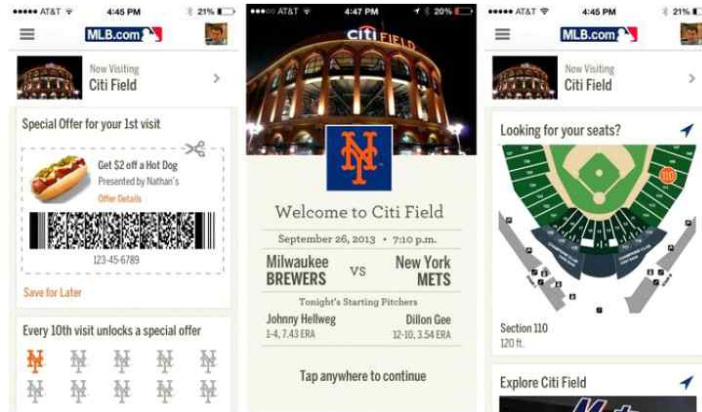 AT&T 4:45 PM 21%
MLB.com
Now Visiting
Citi Field
Special Offer for your 1st visit
Get $2 off a Hot Dog
Presented by Nathan's
Offer Details
123-45-6789
Save for Later
Every 10th visit unlocks a special offer
AT&T 4:47 PM 20%
citi FIELD
NY
Welcome to Citi Field
September 26, 2013 • 7:10 p.m.
Milwaukee BREWERS VS New York METS
Tonight's Starting Pitchers
Johnny Hellweg Dillon Gee
1-4, 7.43 ERA 12-10, 3.54 ERA
Tap anywhere to continue
AT&T 4:45 PM 21%
MLB.com
Now Visiting
Citi Field
Looking for your seats?
110
Section 110
120 ft.
Explore Citi Field
Mets